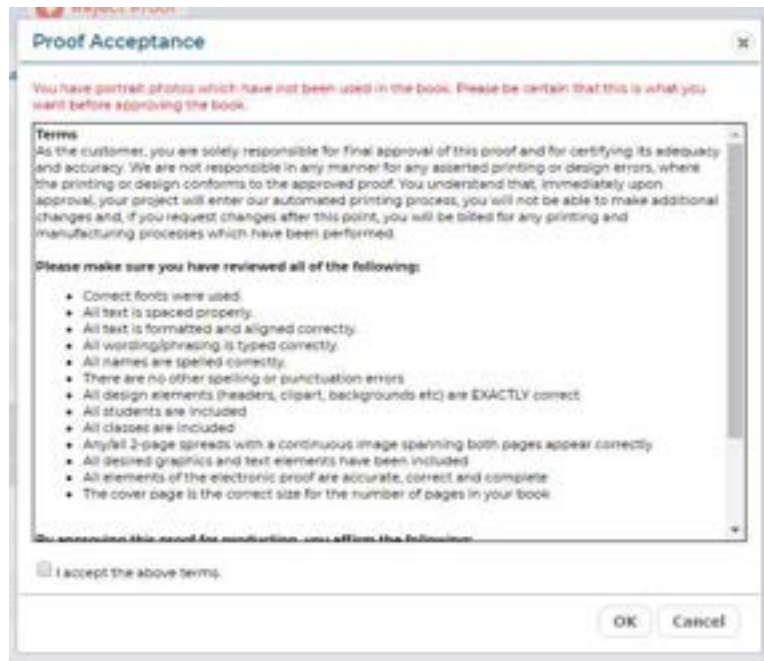 Reject Proof
Proof Acceptance
You have portrait photos which have not been used in the book. Please be certain that this is what you
want before approving the book.
Terms
As the customer, you are solely responsible for final approval of this proof and for certifying its adequacy
and accuracy. We are not responsible in any manner for any asserted printing or design errors, where
the printing or design conforms to the approved proof. You understand that, immediately upon
approval, your project will enter our automated printing process, you will not be able to make additional
changes and, if you request changes after this point, you will be billed for any printing and
manufacturing processes which have been performed.
Please make sure you have reviewed all of the following:
• Correct fonts were used.
• All text is spaced properly.
• All text is formatted and aligned correctly.
• All wording/phrasing is typed correctly.
• All names are spelled correctly.
• There are no other spelling or punctuation errors
• All design elements (headers, clipart, backgrounds etc) are EXACTLY correct
• All students are included
• All classes are included
• Any/all 2-page spreads with a continuous image spanning both pages appear correctly
• All desired graphics and text elements have been included
• All elements of the electronic proof are accurate, correct and complete
• The cover page is the correct size for the number of pages in your book
By approving this proof for production, you affirm the following:
I accept the above terms.
OK Cancel